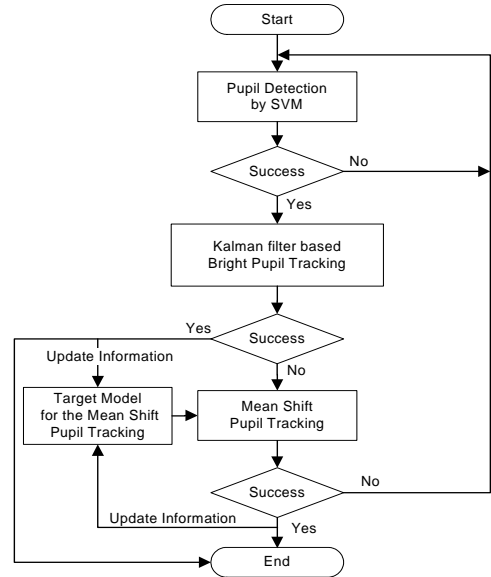 Start
Pupil Detection
by SVM
Success
No
Yes
Kalman filter based
Bright Pupil Tracking
Yes
Success
Update Information
No
Target Model
for the Mean Shift
Pupil Tracking
Mean Shift
Pupil Tracking
Success
No
Update Information
Yes
End